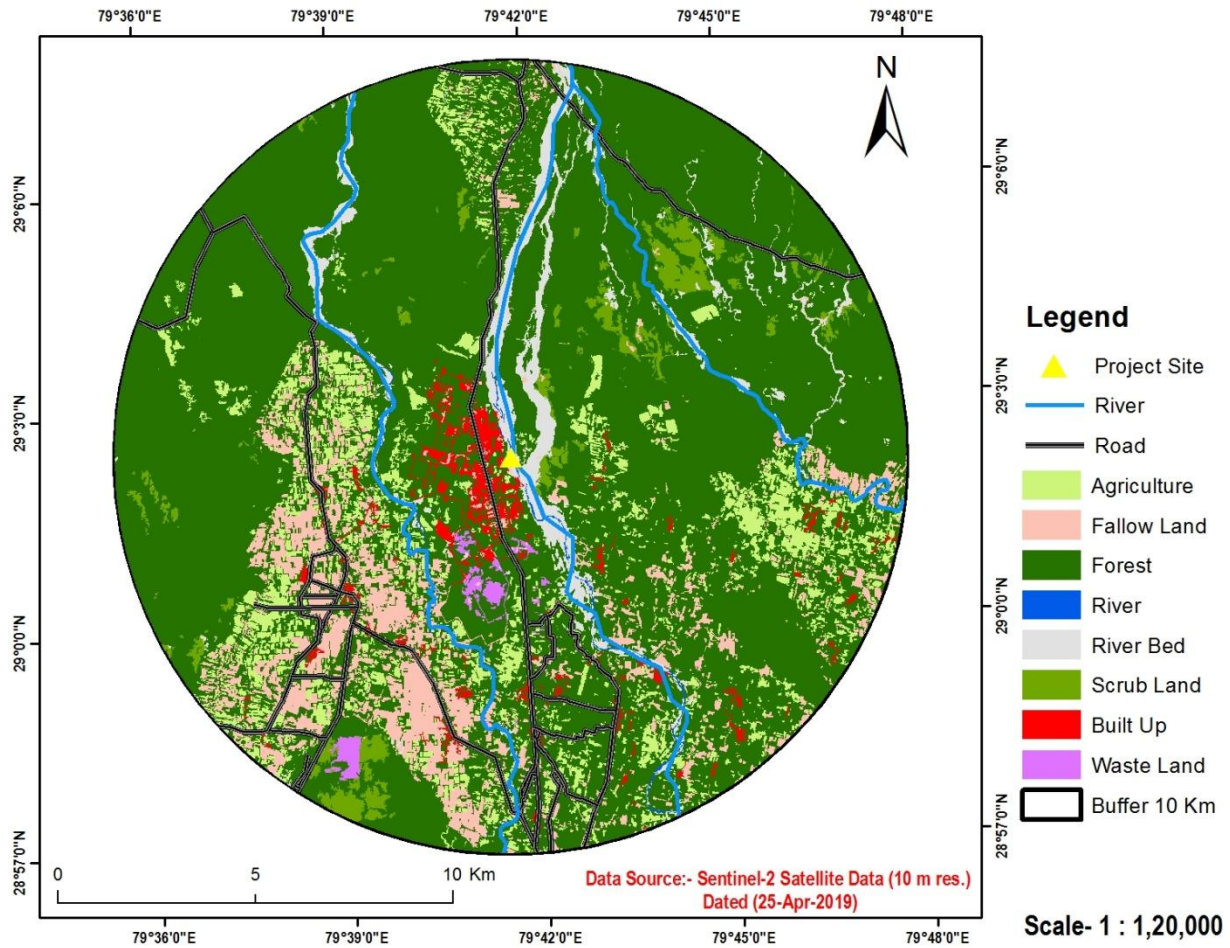 79°36'0"E 79°39'0"E 79°42'0"E 79°45'0"E 79°48'0"E
N
29°6'0"N
29°6'0"N
29°3'0"N
29°3'0"N
29°0'0"N
29°0'0"N
28°57'0"N
28°57'0"N
Legend
Project Site
River
Road
Agriculture
Fallow Land
Forest
River
River Bed
Scrub Land
Built Up
Waste Land
Buffer 10 Km
0 5 10 Km
Data Source:- Sentinel-2 Satellite Data (10 m res.)
Dated (25-Apr-2019)
Scale- 1 : 1,20,000
79°36'0"E 79°39'0"E 79°42'0"E 79°45'0"E 79°48'0"E